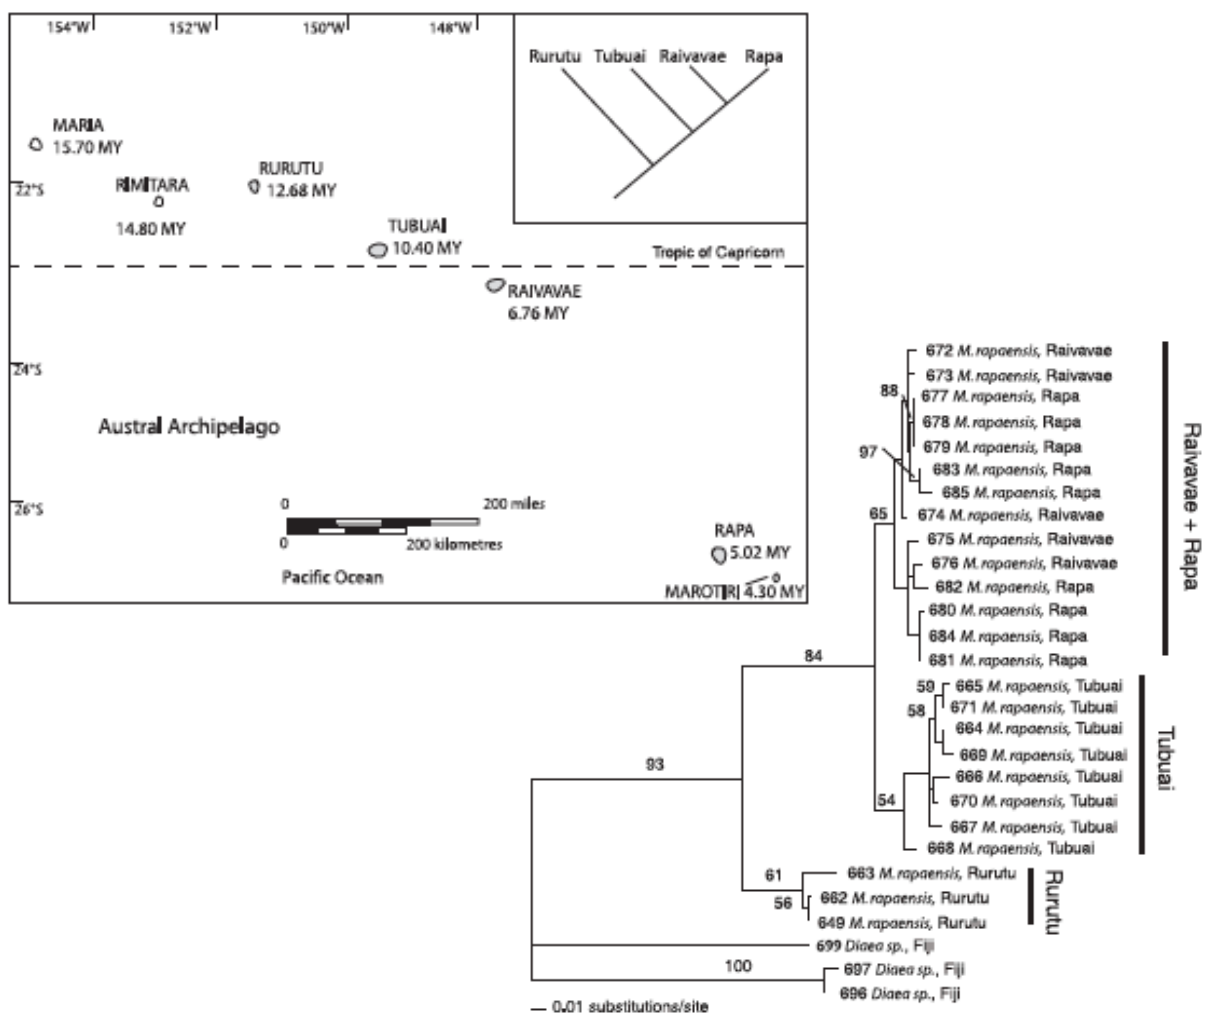 154°W 152°W 150°W 148°W
Rurutu Tubuai Raivavae Rapa
MARIA
15.70 MY
22°S
RIMITARA
14.80 MY
RURUTU
12.68 MY
TUBUAI
10.40 MY
Tropic of Capricorn
RAIVAVAE
6.76 MY
24°S
Austral Archipelago
26°S
0 200 miles
0 200 kilometres
Pacific Ocean
RAPA
5.02 MY
MAROTIRI 4.30 MY
672 M. rapaensis, Raivavae
673 M. rapaensis, Raivavae
88
677 M. rapaensis, Rapa
678 M. rapaensis, Rapa
679 M. rapaensis, Rapa
97
683 M. rapaensis, Rapa
685 M. rapaensis, Rapa
65
674 M. rapaensis, Raivavae
675 M. rapaensis, Raivavae
676 M. rapaensis, Raivavae
682 M. rapaensis, Rapa
680 M. rapaensis, Rapa
684 M. rapaensis, Rapa
681 M. rapaensis, Rapa
Raivavae + Rapa
84
59
665 M. rapaensis, Tubuai
58
671 M. rapaensis, Tubuai
664 M. rapaensis, Tubuai
669 M. rapaensis, Tubuai
666 M. rapaensis, Tubuai
54
670 M. rapaensis, Tubuai
667 M. rapaensis, Tubuai
668 M. rapaensis, Tubuai
Tubuai
93
61
663 M. rapaensis, Rurutu
56
662 M. rapaensis, Rurutu
649 M. rapaensis, Rurutu
Rurutu
699 Diaea sp., Fiji
100
697 Diaea sp., Fiji
696 Diaea sp., Fiji
0.01 substitutions/site